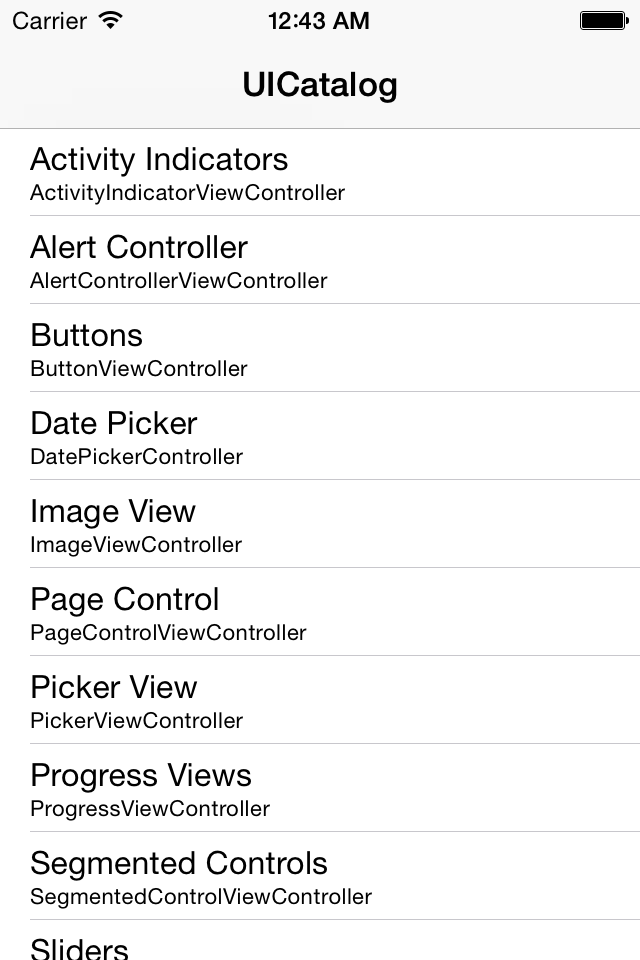 Carrier 12:43 AM
UICatalog
Activity Indicators
ActivityIndicatorViewController
Alert Controller
AlertControllerViewController
Buttons
ButtonViewController
Date Picker
DatePickerController
Image View
ImageViewController
Page Control
PageControlViewController
Picker View
PickerViewController
Progress Views
ProgressViewController
Segmented Controls
SegmentedControlViewController
Sliders